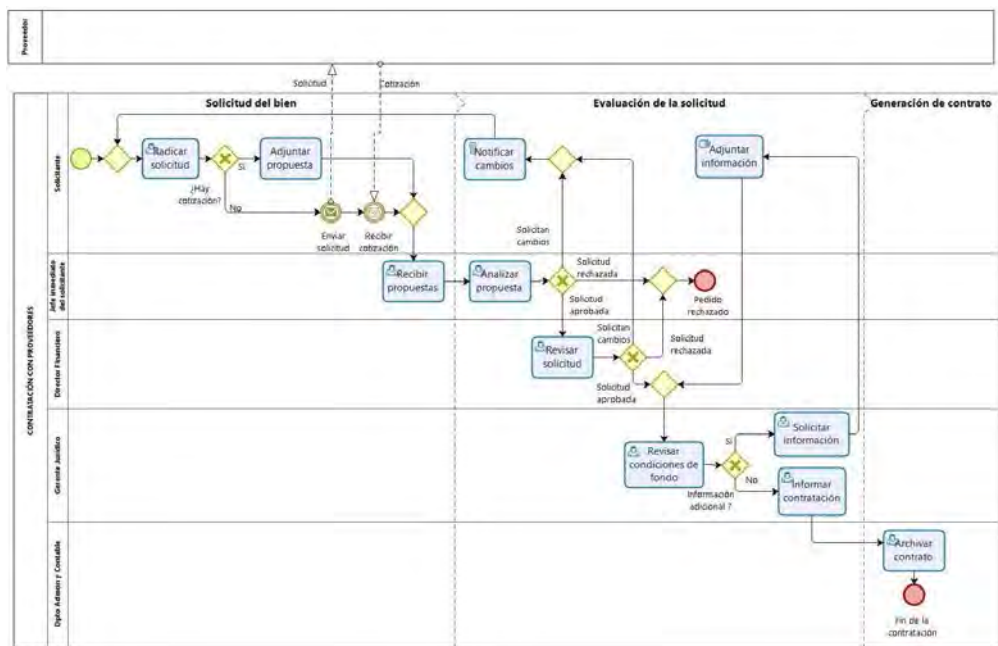 Proveedor
Solicitud
Cotización
CONTRATACIÓN CON PROVEEDORES
Solicitud del bien
Evaluación de la solicitud
Generación de contrato
Solicitante
Radicar
solicitud
¿Hay
cotización?
Si
No
Adjuntar
propuesta
Enviar
solicitud
Recibir
cotización
Notificar
cambios
Adjuntar
información
Solicitan
cambios
Jefe inmediato
del solicitante
Recibir
propuestas
Analizar
propuesta
Solicitud
rechazada
Solicitud
aprobada
Pedido
rechazado
Director Financiero
Revisar
solicitud
Solicitan
cambios
Solicitud
rechazada
Solicitud
aprobada
Gerente Jurídico
Revisar
condiciones de
fondo
Si
No
Información
adicional ?
Solicitar
información
Informar
contratación
Dpto Admón y Contable
Archivar
contrato
Fin de la
contratación